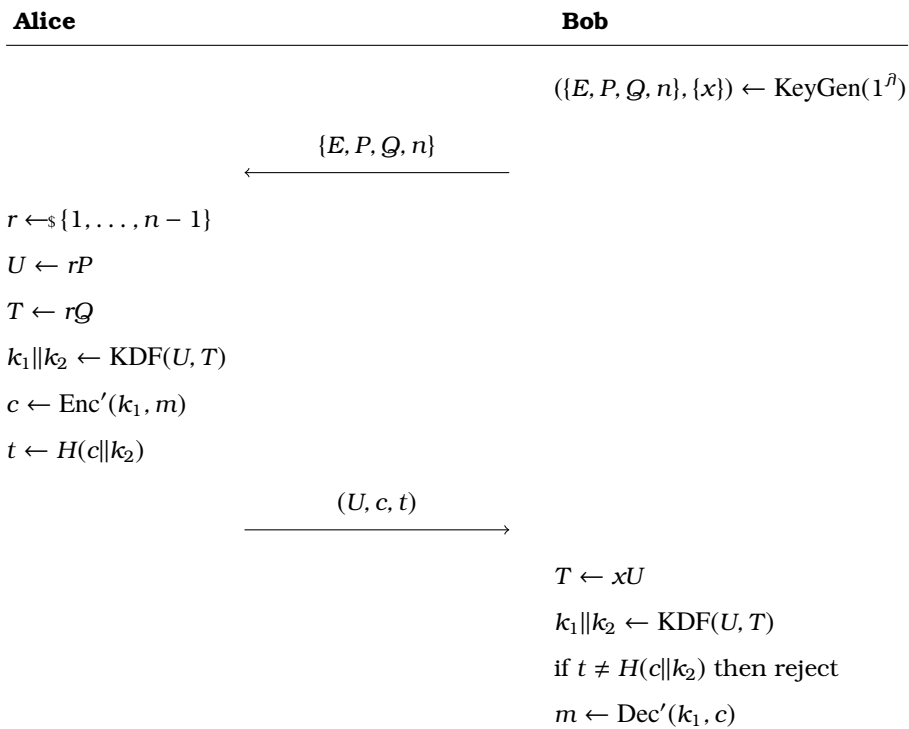 Alice Bob
({E, P, Q, n}, {x}) ← KeyGen(1^λ)
{E, P, Q, n}
r ←$ {1, . . . , n − 1}
U ← rP
T ← rQ
k₁||k₂ ← KDF(U, T)
c ← Enc′(k₁, m)
t ← H(c||k₂)
(U, c, t)
T ← xU
k₁||k₂ ← KDF(U, T)
if t ≠ H(c||k₂) then reject
m ← Dec′(k₁, c)